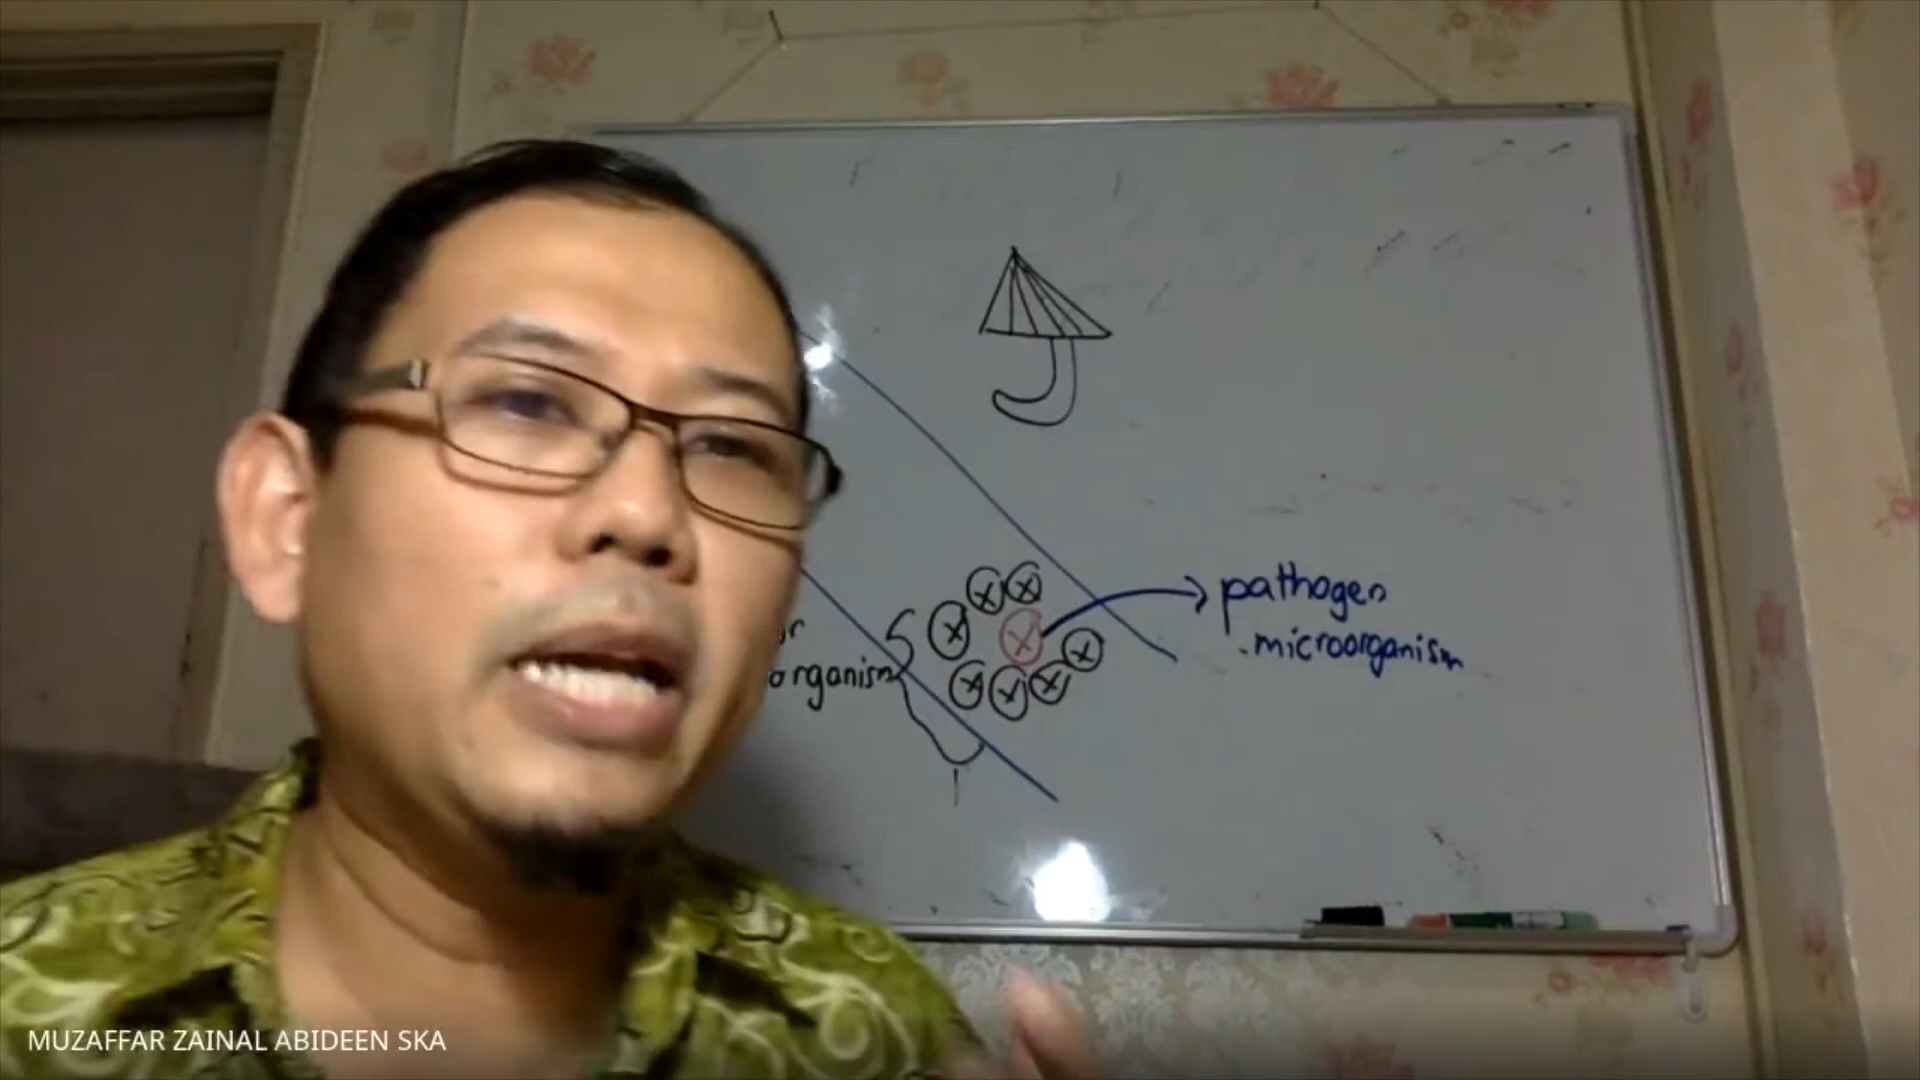 pathogen
.microorganism
organism
MUZAFFAR ZAINAL ABIDEEN SKA